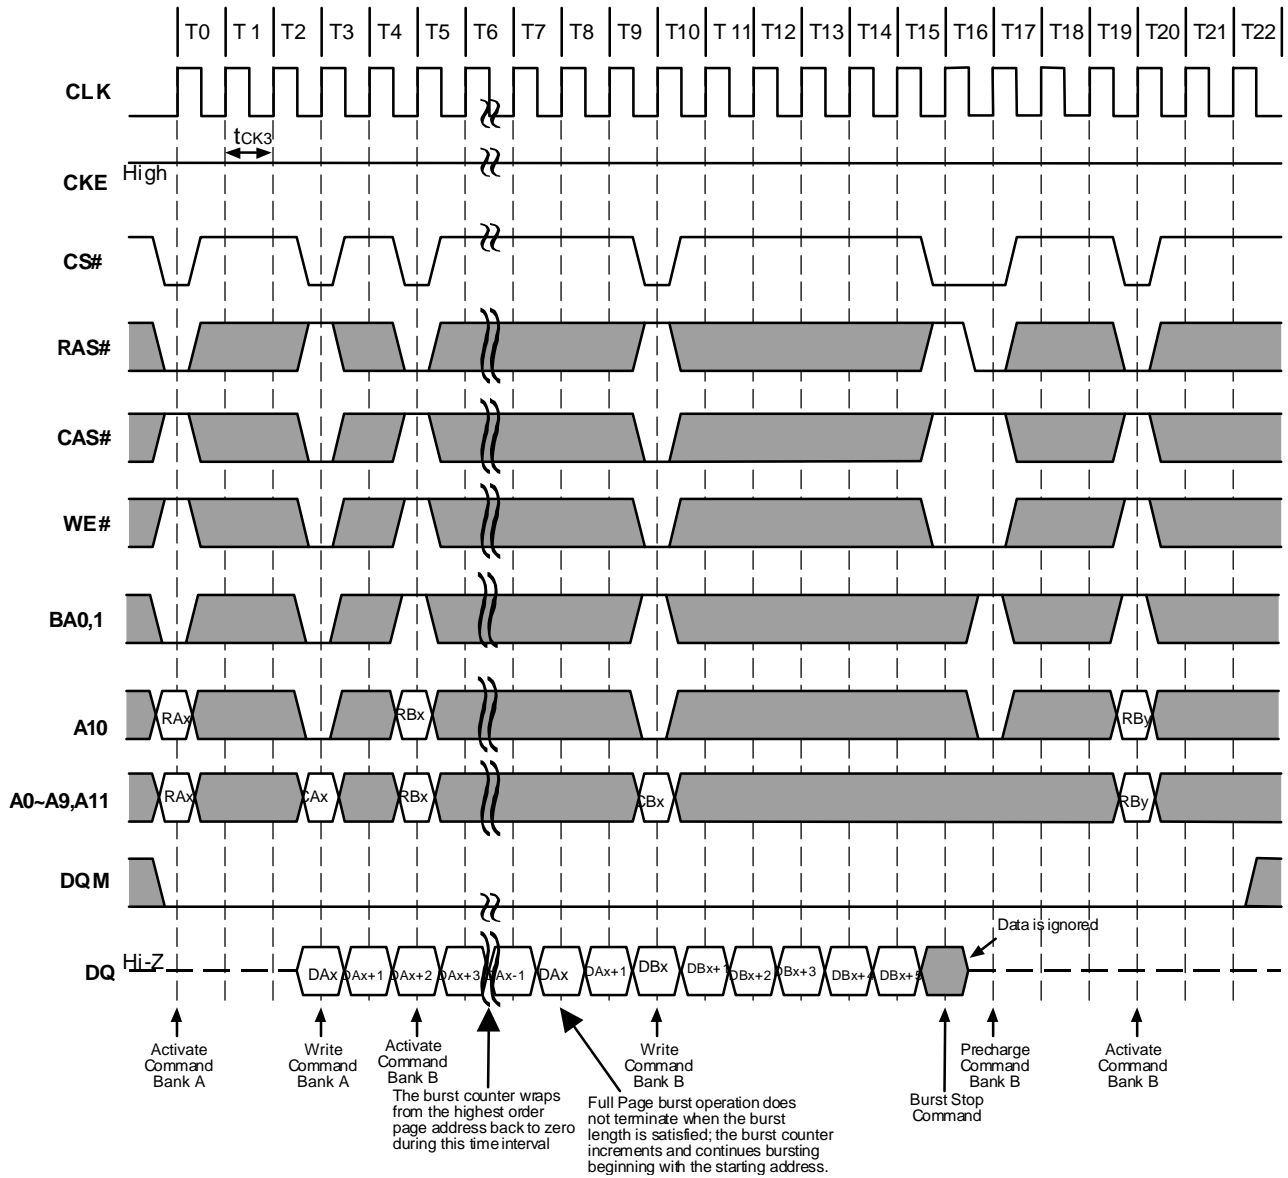 T0 T 1 T2 T3 T4 T5 T6 T7 T8 T9 T10 T 11 T12 T13 T14 T15 T16 T17 T18 T19 T20 T21 T22
CLK
tCK3
High
CKE
CS#
RAS#
CAS#
WE#
BA0,1
A10
RAx RBx RBy
A0~A9,A11
RAx CAx RBx CBx RBy
DQM
Data is ignored
Hi-Z
DQ
DAx DAx+1 DAx+2 DAx+3 DAx-1 DAx DAx+1 DBx DBx+1 DBx+2 DBx+3 DBx+4 DBx+5
Activate
Command
Bank A
Write
Command
Bank A
Activate
Command
Bank B
The burst counter wraps
from the highest order
page address back to zero
during this time interval
Full Page burst operation does
not terminate when the burst
length is satisfied; the burst counter
increments and continues bursting
beginning with the starting address.
Write
Command
Bank B
Burst Stop
Command
Precharge
Command
Bank B
Activate
Command
Bank B